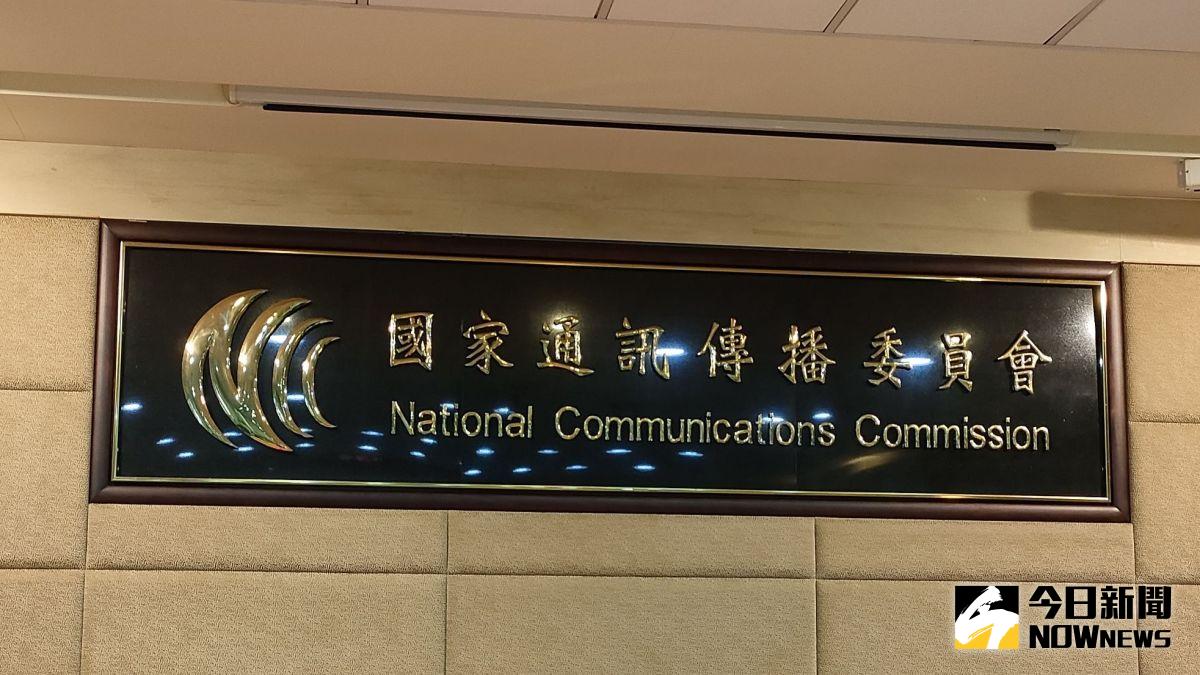 國家通訊傳播委員會
National Communications Commission
今日新聞
NOWNEWS